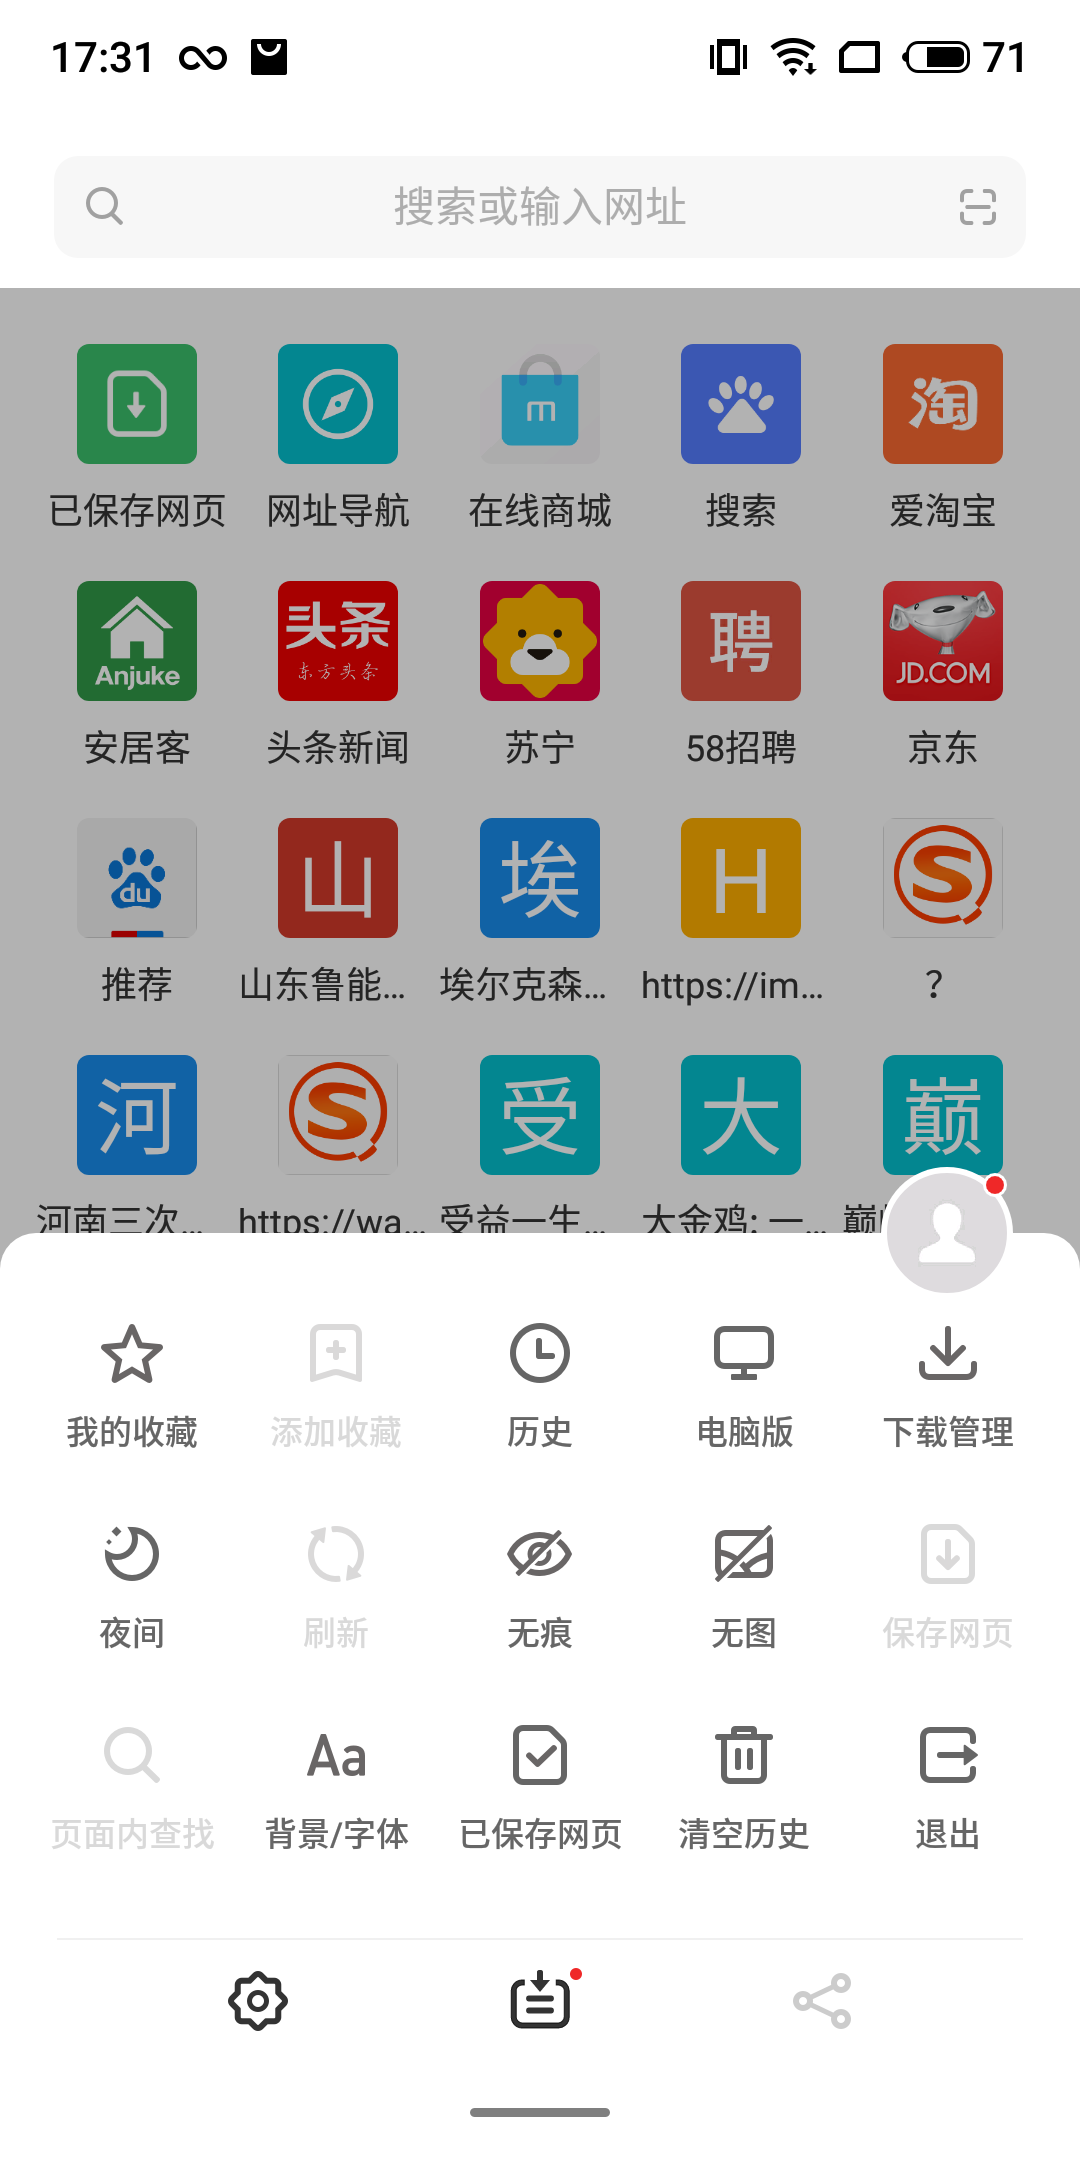 17:31
71
搜索或输入网址
m
淘
已保存网页
网址导航
在线商城
搜索
爱淘宝
Anjuke
头条
东方头条
聘
JD.COM
安居客
头条新闻
苏宁
58招聘
京东
du
山
埃
H
S
推荐
山东鲁能...
埃尔克森...
https://im...
？
河
S
受
大
巅
河南三次...
https://wa...
受益一生...
大金鸡: 一...
我的收藏
添加收藏
历史
电脑版
下载管理
夜间
刷新
无痕
无图
保存网页
Aa
页面内查找
背景/字体
已保存网页
清空历史
退出